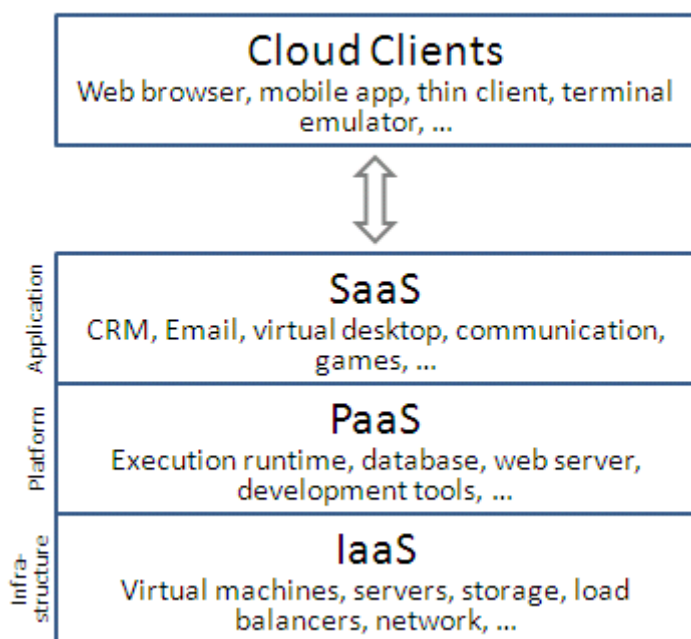 Cloud Clients
Web browser, mobile app, thin client, terminal
emulator, ...
Application
SaaS
CRM, Email, virtual desktop, communication,
games, ...
Platform
PaaS
Execution runtime, database, web server,
development tools, ...
Infra-
structure
IaaS
Virtual machines, servers, storage, load
balancers, network, ...